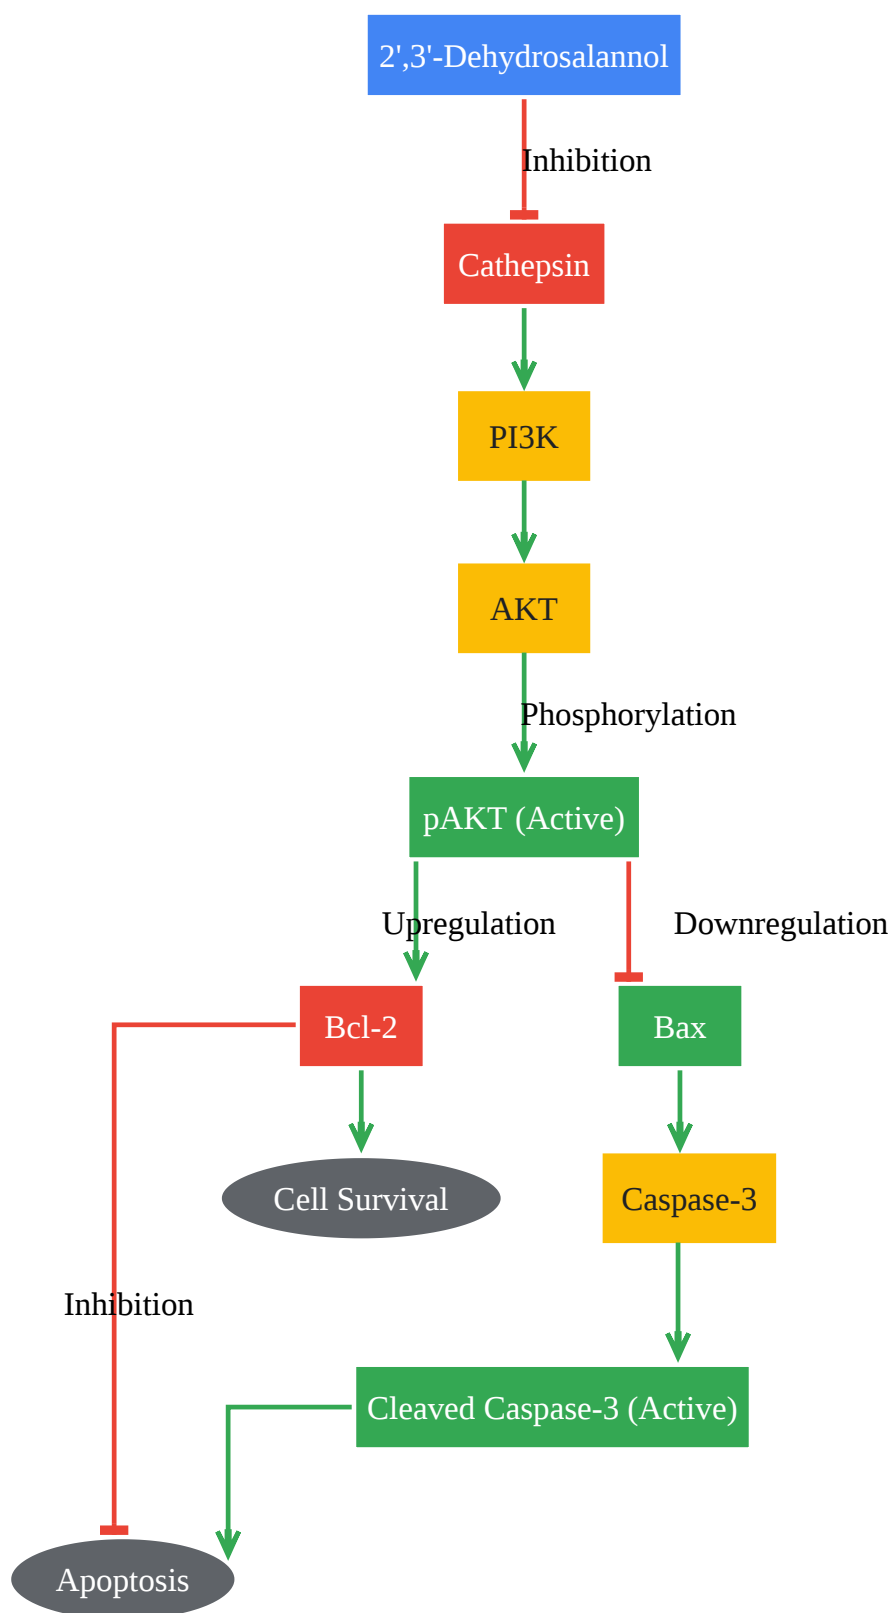 2',3'-Dehydrosalannol
Inhibition
Cathepsin
PI3K
AKT
Phosphorylation
pAKT (Active)
Upregulation
Downregulation
Bcl-2
Bax
Cell Survival
Caspase-3
Inhibition
Cleaved Caspase-3 (Active)
Apoptosis